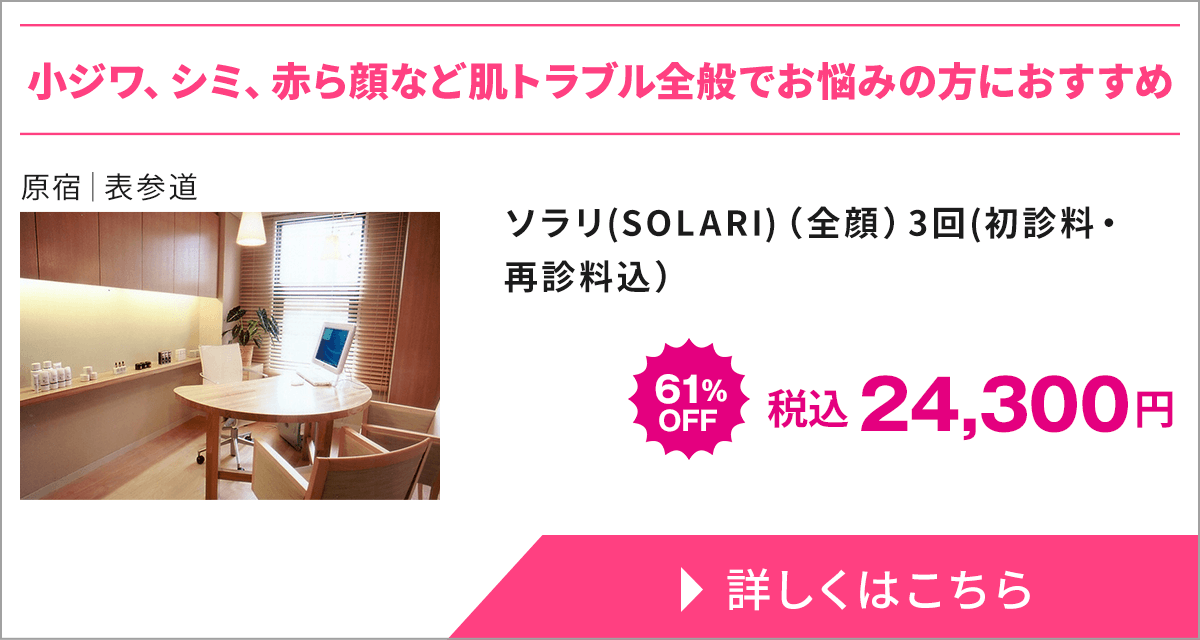 小ジワ、シミ、赤ら顔など肌トラブル全般でお悩みの方におすすめ
原宿｜表参道
ソラリ(SOLARI)（全顔）3回(初診料・
再診料込）
61%
OFF
税込 24,300円
詳しくはこちら